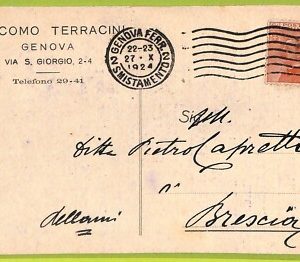 COMO TERRACINI
GENOVA
VIA S. GIORGIO, 2-4
Telefono 29-41
GENOVA FERR.
22-23
27·X
1924
SMISTAMENTO
Ditta Pietro Capretti
Brescia